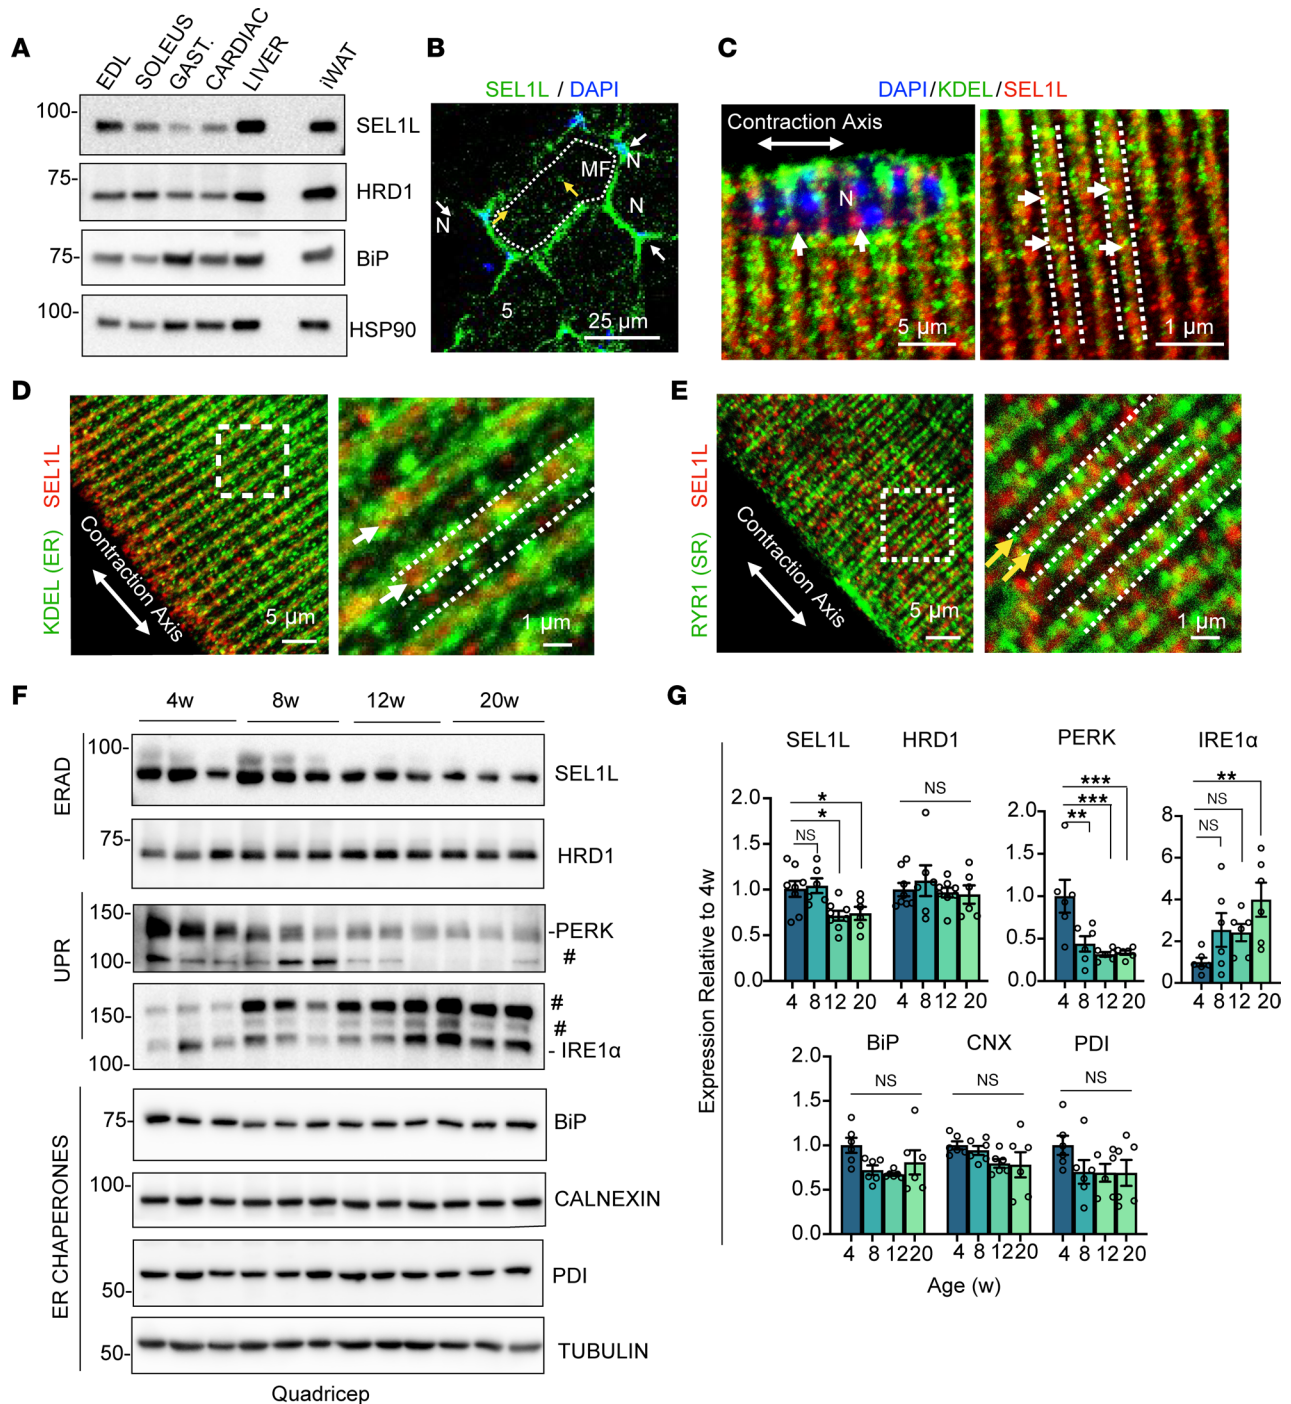 A
EDL
SOLEUS
GAST.
CARDIAC
LIVER
iWAT
100-
SEL1L
75-
HRD1
75-
BiP
100-
HSP90
B
SEL1L / DAPI
N
MF
N
N
5
25 µm
C
DAPI/KDEL/SEL1L
Contraction Axis
N
5 µm
1 µm
D
KDEL (ER) SEL1L
Contraction Axis
5 µm
1 µm
E
RYR1 (SR) SEL1L
Contraction Axis
5 µm
1 µm
F
4w 8w 12w 20w
ERAD
100-
SEL1L
75-
HRD1
UPR
150-
-PERK
100-
#
#
150-
#
- IRE1α
100-
ER CHAPERONES
75-
BiP
100-
CALNEXIN
PDI
50-
50-
TUBULIN
Quadricep
G
Expression Relative to 4w
SEL1L
HRD1
PERK
IRE1α
2.0
1.5
1.0
0.5
0.0
*
*
NS
4 8 12 20
NS
4 8 12 20
2.0
1.5
1.0
0.5
0.0
***
***
**
4 8 12 20
8
6
4
2
0
**
NS
NS
4 8 12 20
BiP
CNX
PDI
2.0
1.5
1.0
0.5
0.0
NS
NS
NS
4 8 12 20
4 8 12 20
4 8 12 20
Age (w)